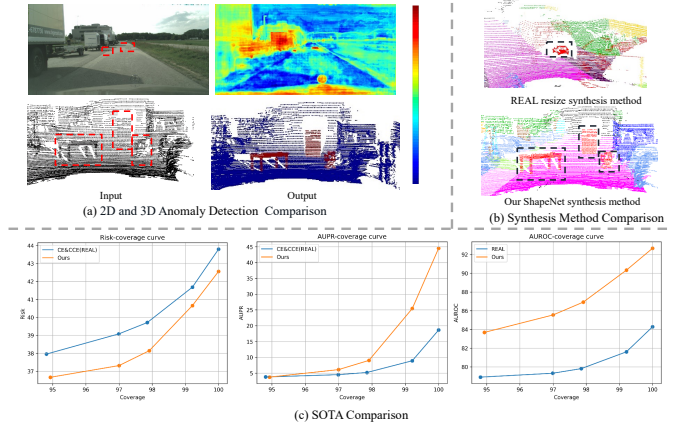 REAL resize synthesis method
Input
Output
Our ShapeNet synthesis method
(a) 2D and 3D Anomaly Detection Comparison
(b) Synthesis Method Comparison
Risk-coverage curve
44
43
42
41
40
39
38
37
Risk
CE&CCE(REAL)
Ours
95
96
97
98
99
100
Coverage
AUPR-coverage curve
45
40
35
30
25
20
15
10
5
AUPR
CE&CCE(REAL)
Ours
95
96
97
98
99
100
Coverage
AUROC-coverage curve
92
90
88
86
84
82
80
AUROC
REAL
Ours
95
96
97
98
99
100
Coverage
(c) SOTA Comparison